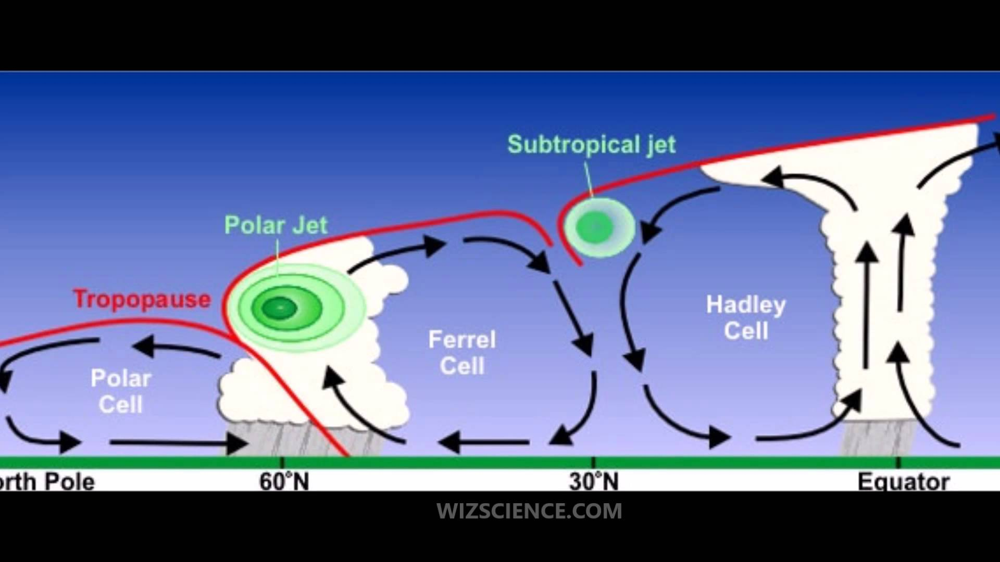 Subtropical jet
Polar Jet
Tropopause
Hadley
Cell
Ferrel
Cell
Polar
Cell
orth Pole
60°N
30°N
Equator
WIZSCIENCE.COM